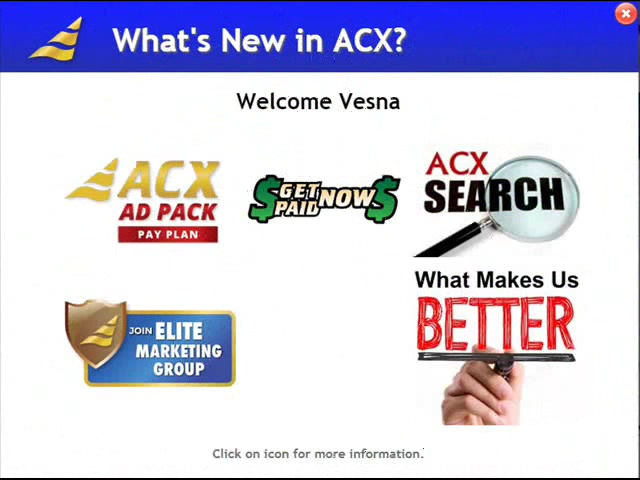 What's New in ACX?
Welcome Vesna
ACX
AD PACK
PAY PLAN
$GET
PAID NOW$
ACX
SEARCH
JOIN ELITE
MARKETING
GROUP
What Makes Us
BETTER
Click on icon for more information.